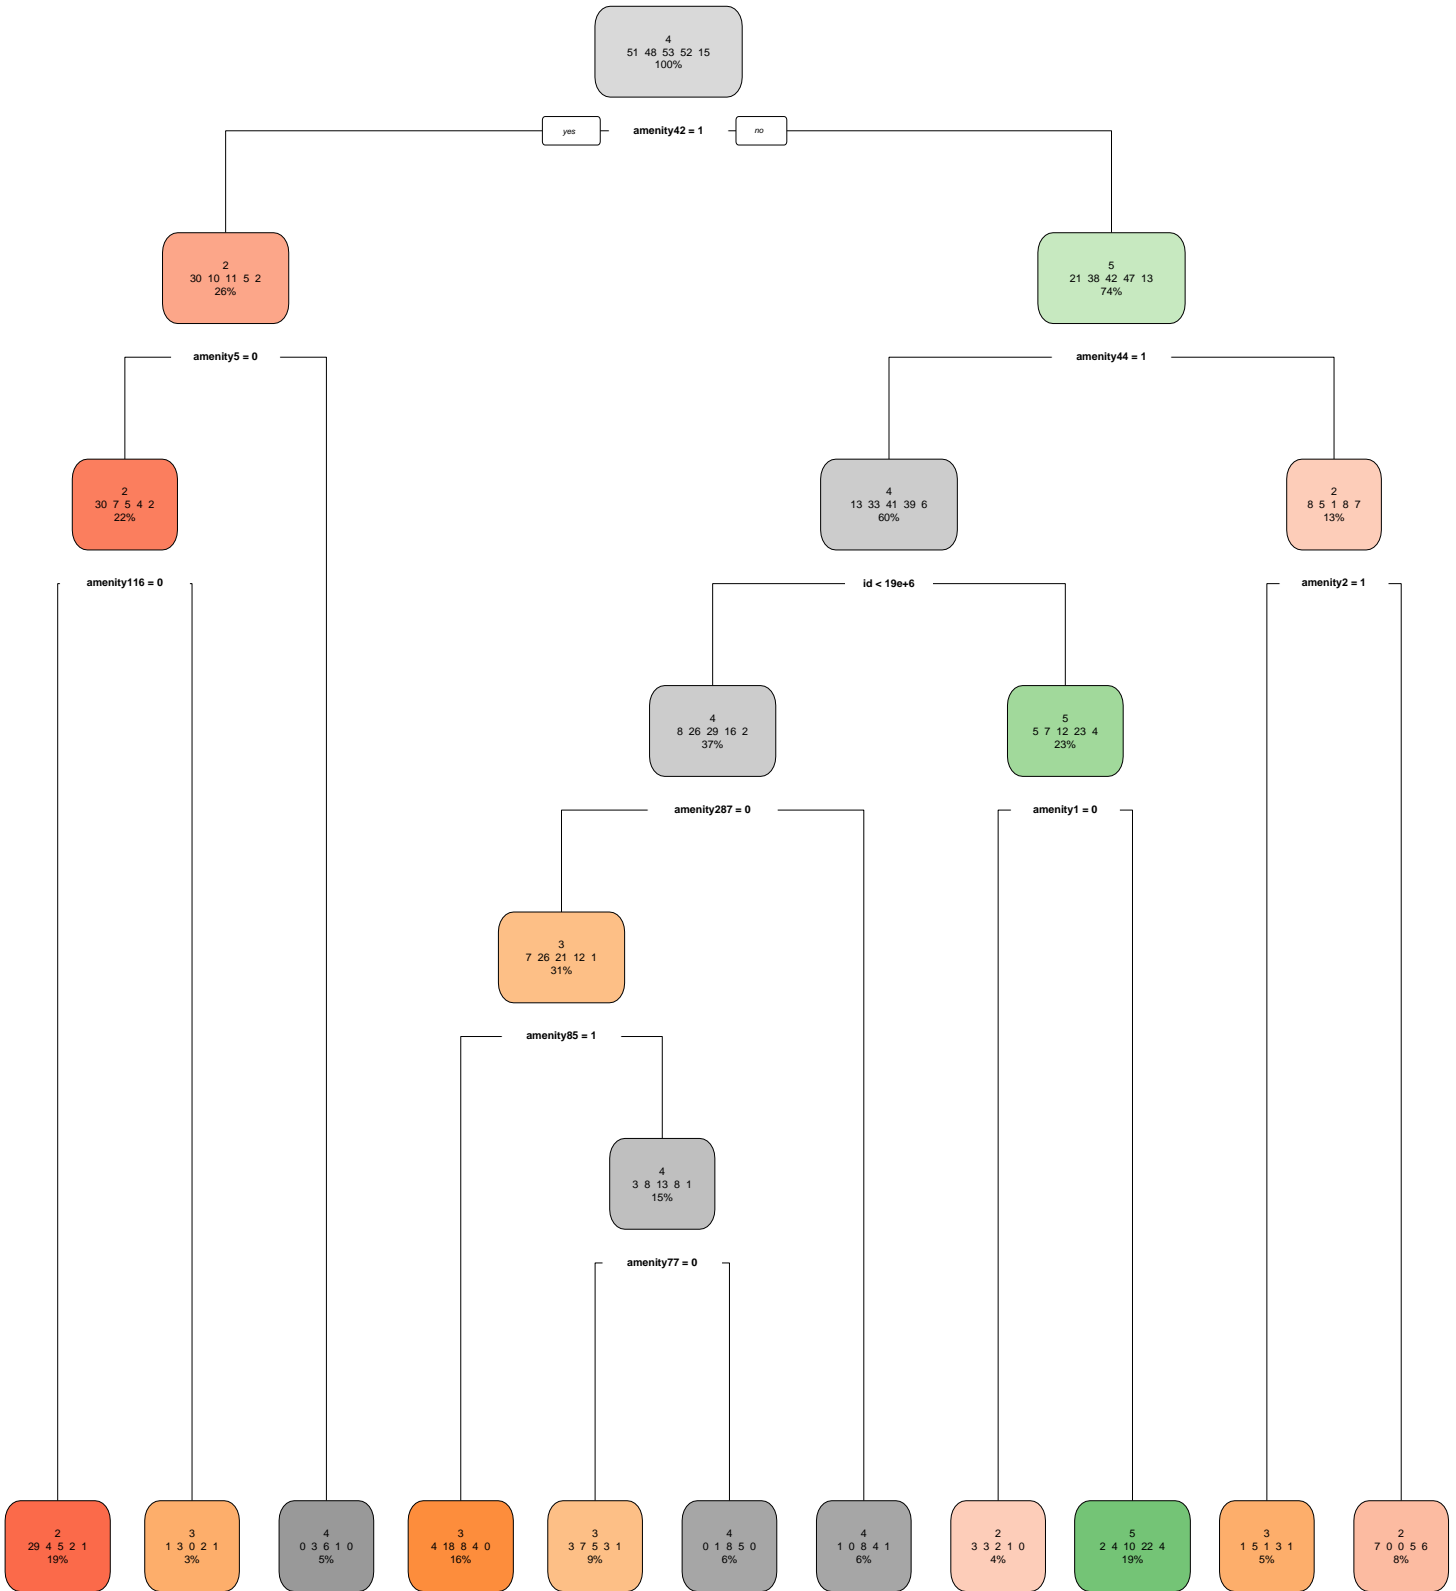 4
51 48 53 52 15
100%
yes
amenity42 = 1
no
2
30 10 11 5 2
26%
5
21 38 42 47 13
74%
amenity5 = 0
amenity44 = 1
2
30 7 5 4 2
22%
4
13 33 41 39 6
60%
2
8 5 1 8 7
13%
amenity116 = 0
id < 19e+6
amenity2 = 1
4
8 26 29 16 2
37%
5
5 7 12 23 4
23%
amenity287 = 0
amenity1 = 0
3
7 26 21 12 1
31%
amenity85 = 1
4
3 8 13 8 1
15%
amenity77 = 0
2
29 4 5 2 1
19%
3
1 3 0 2 1
3%
4
0 3 6 1 0
5%
3
4 18 8 4 0
16%
3
3 7 5 3 1
9%
4
0 1 8 5 0
6%
4
1 0 8 4 1
6%
2
3 3 2 1 0
4%
5
2 4 10 22 4
19%
3
1 5 1 3 1
5%
2
7 0 0 5 6
8%